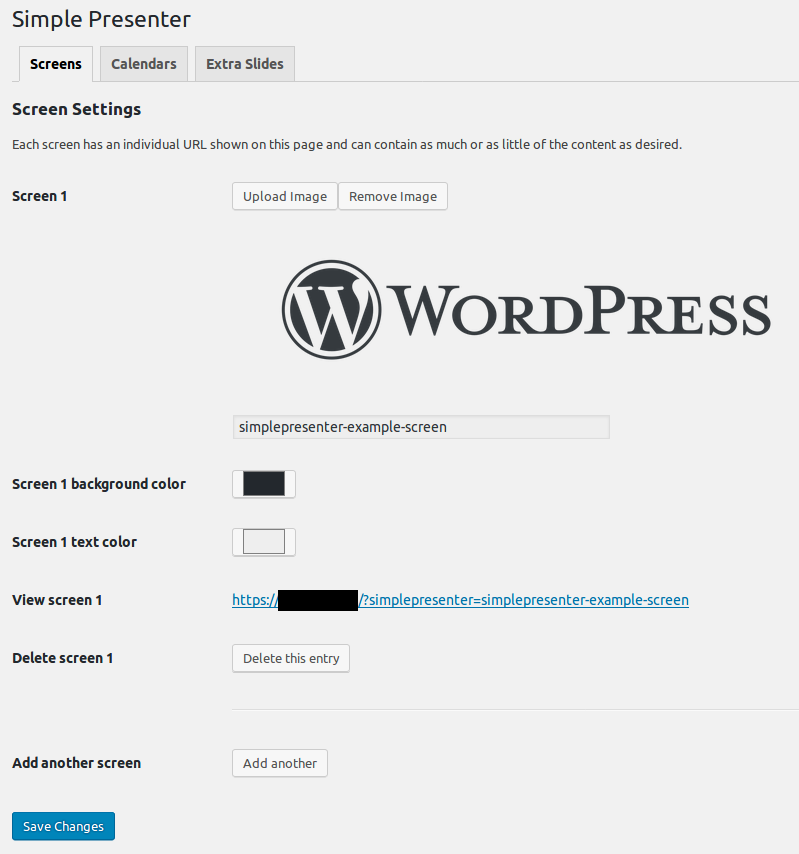 Simple Presenter
Screens Calendars Extra Slides
Screen Settings
Each screen has an individual URL shown on this page and can contain as much or as little of the content as desired.
Screen 1 Upload Image Remove Image
WORDPRESS
simplepresenter-example-screen
Screen 1 background color
Screen 1 text color
View screen 1 https:// /?simplepresenter=simplepresenter-example-screen
Delete screen 1 Delete this entry
Add another screen Add another
Save Changes